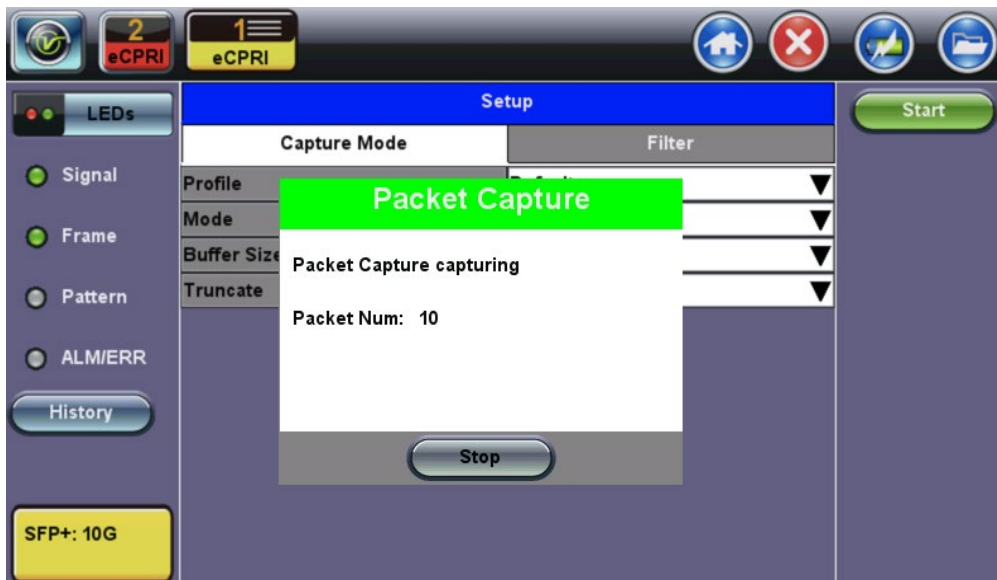 2
eCPRI
1
eCPRI
LEDs
Signal
Frame
Pattern
ALM/ERR
History
SFP+: 10G
Setup
Capture Mode
Filter
Profile
Mode
Buffer Size
Truncate
Packet Capture
Packet Capture capturing
Packet Num: 10
Stop
Start